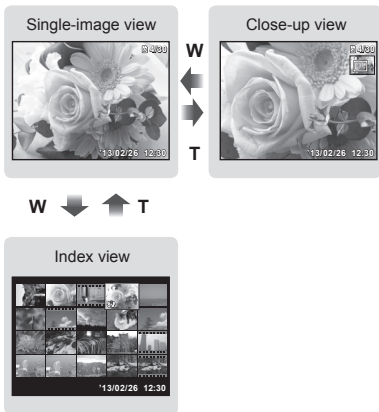 Single-image view
4/30
'13/02/26 12:30
W
T
Close-up view
4/30
'13/02/26 12:30
W
T
Index view
'13/02/26 12:30